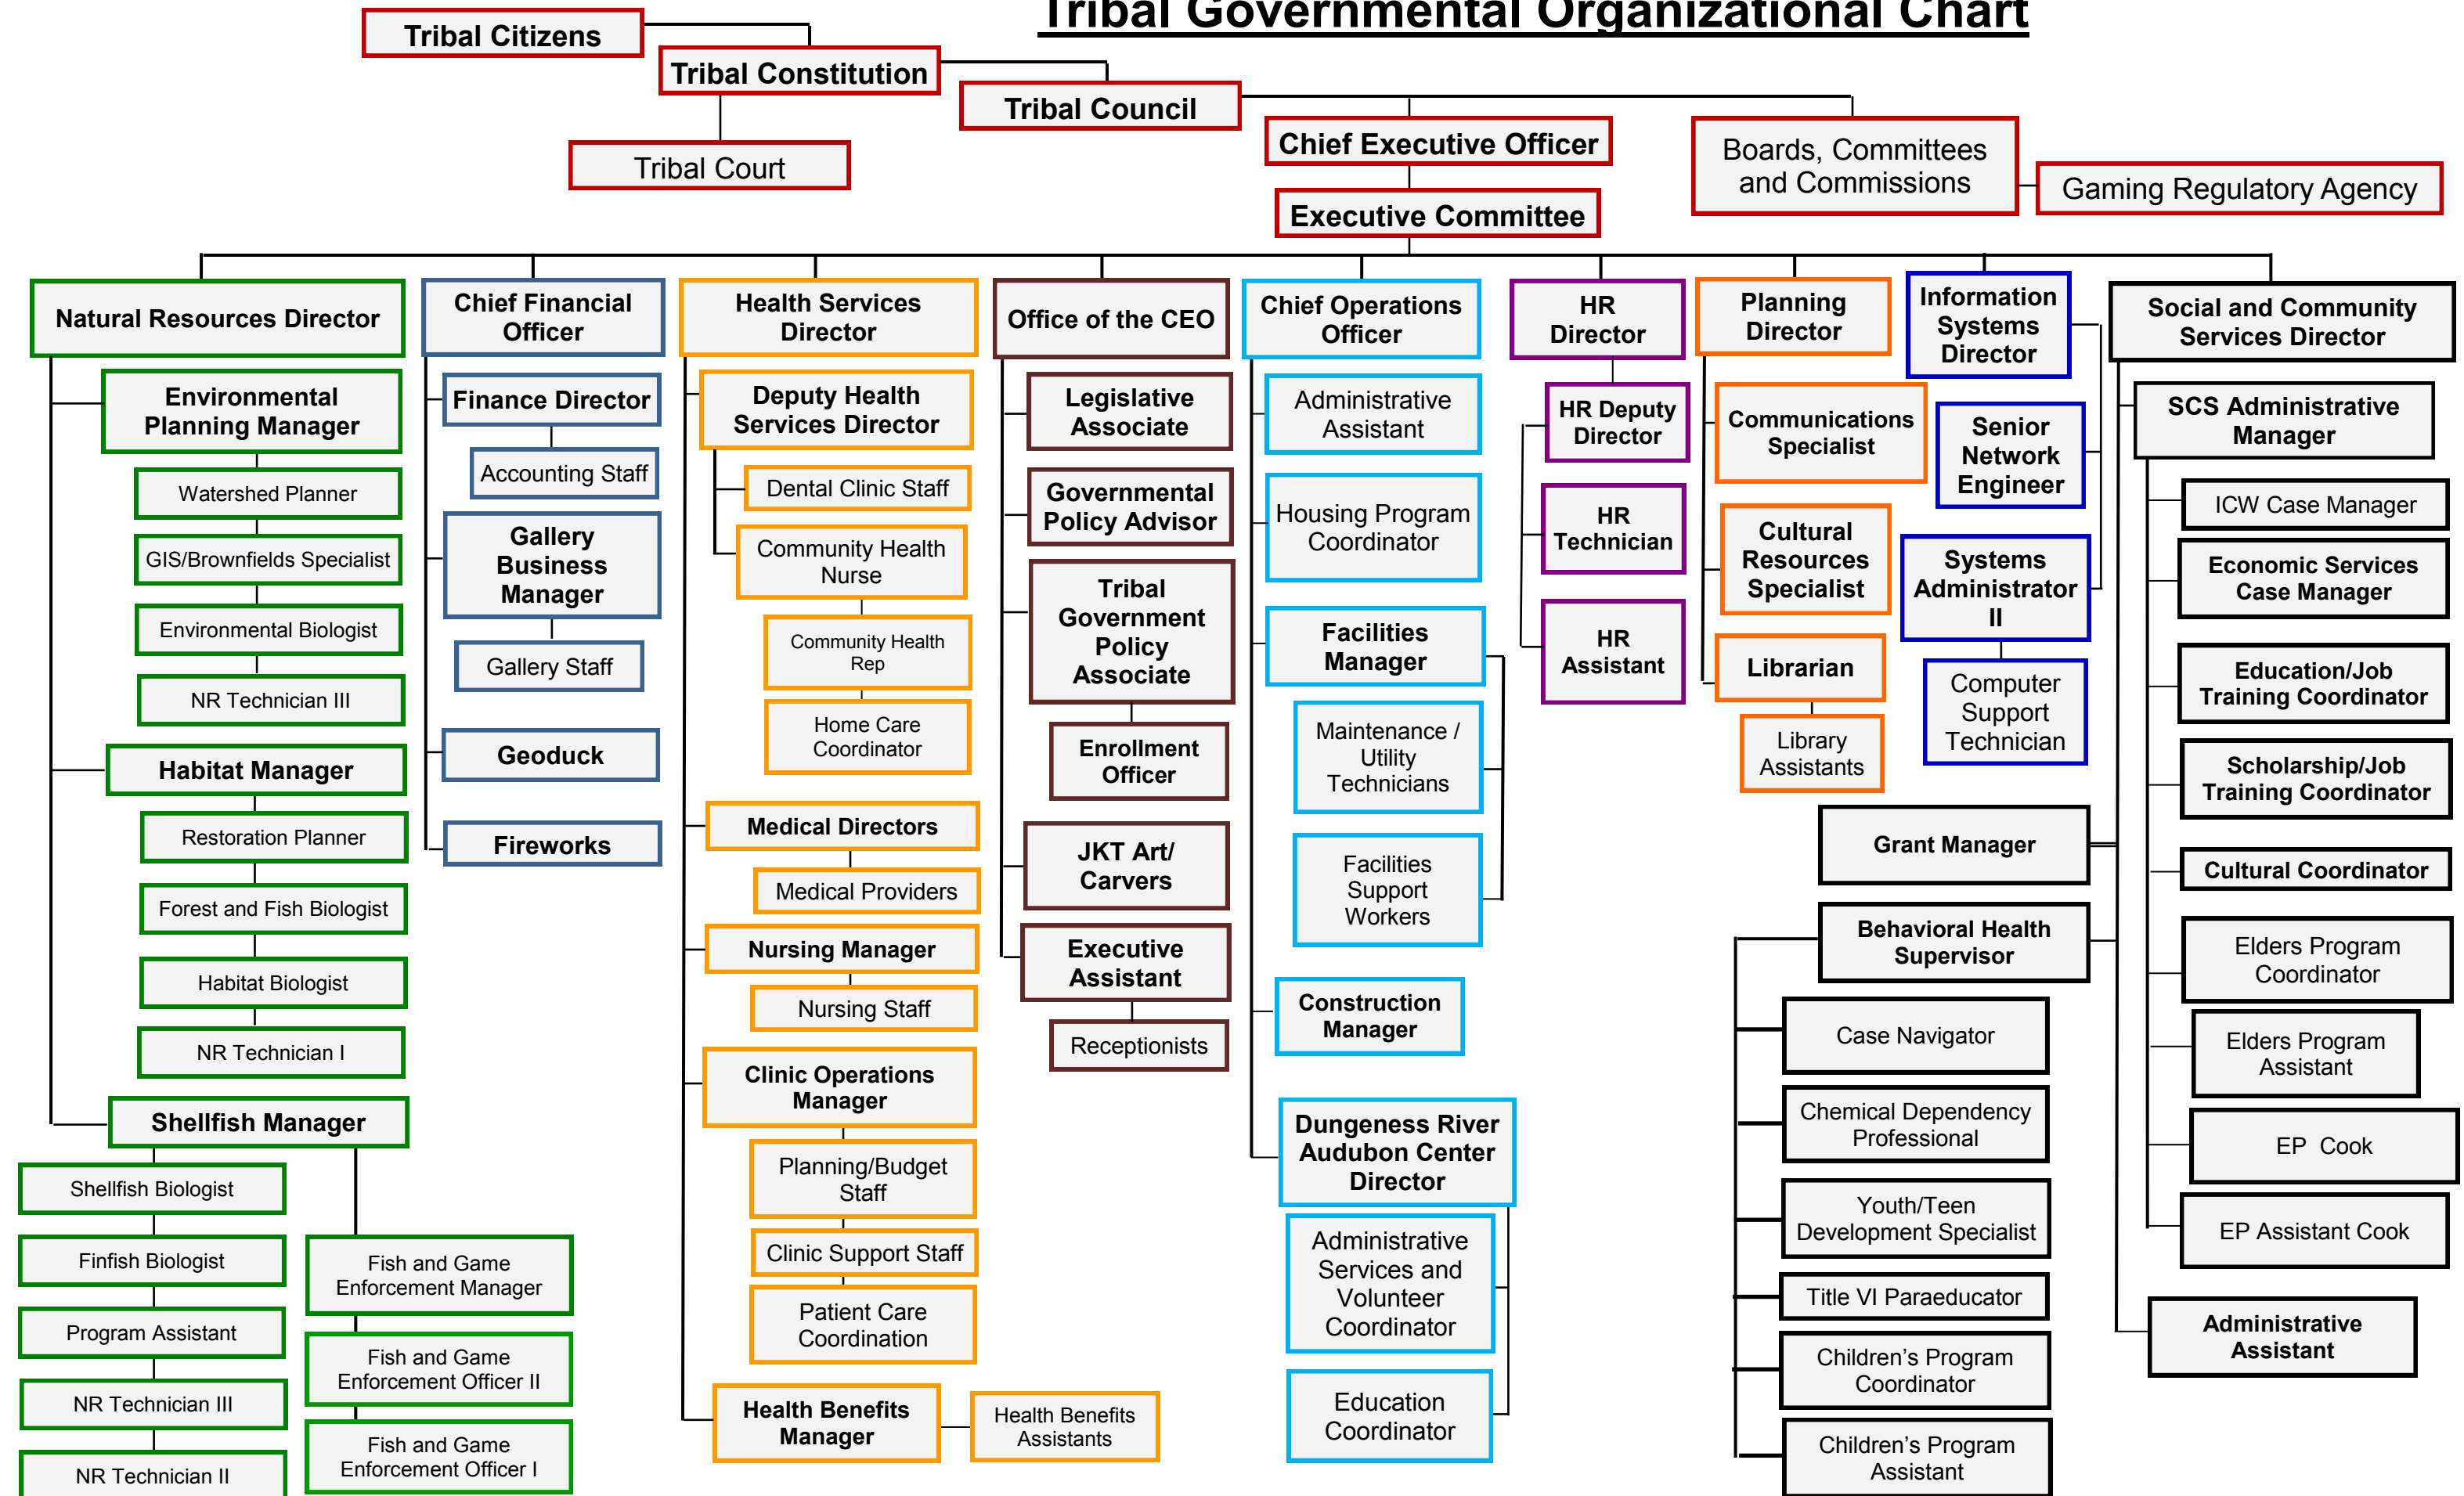 Tribal Governmental Organizational Chart
Tribal Citizens
Tribal Constitution
Tribal Council
Tribal Court
Chief Executive Officer
Boards, Committees
and Commissions
Gaming Regulatory Agency
Executive Committee
Natural Resources Director
Environmental
Planning Manager
Watershed Planner
GIS/Brownfields Specialist
Environmental Biologist
NR Technician III
Habitat Manager
Restoration Planner
Forest and Fish Biologist
Habitat Biologist
NR Technician I
Shellfish Manager
Shellfish Biologist
Finfish Biologist
Program Assistant
NR Technician III
NR Technician II
Fish and Game
Enforcement Manager
Fish and Game
Enforcement Officer II
Fish and Game
Enforcement Officer I
Chief Financial
Officer
Finance Director
Accounting Staff
Gallery
Business
Manager
Gallery Staff
Geoduck
Fireworks
Health Services
Director
Deputy Health
Services Director
Dental Clinic Staff
Community Health
Nurse
Community Health
Rep
Home Care
Coordinator
Medical Directors
Medical Providers
Nursing Manager
Nursing Staff
Clinic Operations
Manager
Planning/Budget
Staff
Clinic Support Staff
Patient Care
Coordination
Health Benefits
Manager
Health Benefits
Assistants
Office of the CEO
Legislative
Associate
Governmental
Policy Advisor
Tribal
Government
Policy
Associate
Enrollment
Officer
JKT Art/
Carvers
Executive
Assistant
Receptionists
Chief Operations
Officer
Administrative
Assistant
Housing Program
Coordinator
Facilities
Manager
Maintenance /
Utility
Technicians
Facilities
Support
Workers
Construction
Manager
Dungeness River
Audubon Center
Director
Administrative
Services and
Volunteer
Coordinator
Education
Coordinator
HR
Director
HR Deputy
Director
HR
Technician
HR
Assistant
Planning
Director
Communications
Specialist
Cultural
Resources
Specialist
Librarian
Library
Assistants
Information
Systems
Director
Senior
Network
Engineer
Systems
Administrator
II
Computer
Support
Technician
Social and Community
Services Director
SCS Administrative
Manager
ICW Case Manager
Economic Services
Case Manager
Education/Job
Training Coordinator
Scholarship/Job
Training Coordinator
Cultural Coordinator
Elders Program
Coordinator
Elders Program
Assistant
EP Cook
EP Assistant Cook
Grant Manager
Behavioral Health
Supervisor
Case Navigator
Chemical Dependency
Professional
Youth/Teen
Development Specialist
Title VI Paraeducator
Children's Program
Coordinator
Children's Program
Assistant
Administrative
Assistant